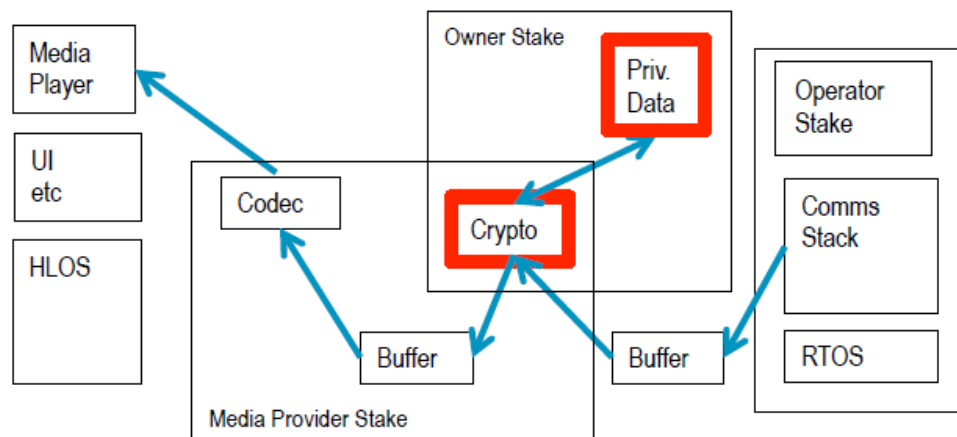 Media
Player
UI
etc
HLOS
Owner Stake
Priv.
Data
Codec
Crypto
Buffer
Media Provider Stake
Buffer
Operator
Stake
Comms
Stack
RTOS